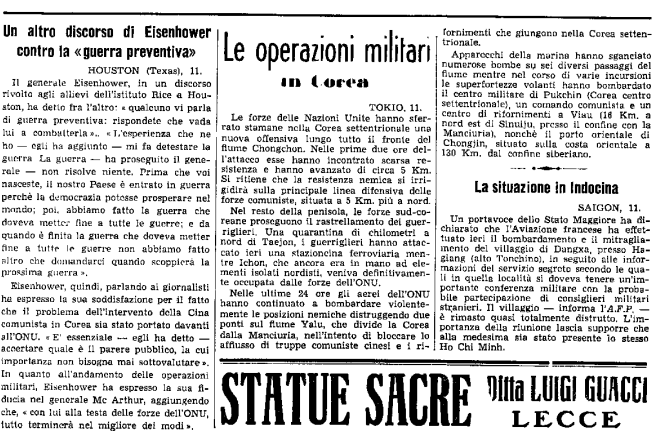 Un altro discorso di Eisenhower
contro la «guerra preventiva»
HOUSTON (Texas), 11.
Il generale Eisenhower, in un discorso
rivolto agli allievi dell'istituto Rice a Hou-
ston, ha detto fra l'altro: « qualcuno vi parla
di guerra preventiva: rispondete che vada
lui a combatterla ». « L'esperienza che ne
ho — egli ha aggiunto — mi fa detestare la
guerra La guerra — ha proseguito il gene-
rale — non risolve niente. Prima che voi
nasceste, il nostro Paese è entrato in guerra
perchè la democrazia potesse prosperare nel
mondo; poi, abbiamo fatto la guerra che
doveva metter fine a tutte le guerre; e da
quando è finita la guerra che doveva metter
fine a tutte le guerre non abbiamo fatto
altro che domandarci quando scoppierà la
prossima guerra ».
Eisenhower, quindi, parlando ai giornalisti
ha espresso la sua soddisfazione per il fatto
che il problema dell'intervento della Cina
comunista in Corea sia stato portato davanti
all'ONU. « E' essenziale — egli ha detto —
accertare quale è il parere pubblico, la cui
importanza non bisogna mai sottovalutare ».
In quanto all'andamento delle operazioni
militari, Eisenhower ha espresso la sua fi-
ducia nel generale Mc Arthur, aggiungendo
che, « con lui alla testa delle forze dell'ONU,
tutto terminerà nel migliore dei modi ».
Le operazioni militari
in Corea
TOKIO, 11.
Le forze delle Nazioni Unite hanno sfer-
rato stamane nella Corea settentrionale una
nuova offensiva lungo tutto il fronte del
fiume Chongchon. Nelle prime due ore del-
l'attacco esse hanno incontrato scarsa resi-
stenza e hanno avanzato di circa 5 Km.
Si ritiene che la resistenza nemica si irri-
gidirà sulla principale linea difensiva delle
forze comuniste, situata a 5 Km. più a nord.
Nel resto della penisola, le forze sud-co-
reane proseguono il rastrellamento dei guer-
riglieri. Una quarantina di chilometri a
nord di Taejon, i guerriglieri hanno attac-
cato ieri una stazioncina ferroviaria men-
tre Ichon, che ancora era in mano ad ele-
menti isolati nordisti, veniva definitivamen-
te occupata dalle forze dell'ONU.
Nelle ultime 24 ore gli aerei dell'ONU
hanno continuato a bombardare violente-
mente le posizioni nemiche distruggendo due
ponti sul fiume Yalu, che divide la Corea
dalla Manciuria, nell'intento di bloccare lo
afflusso di truppe comuniste cinesi e i ri-
fornimenti che giungono nella Corea setten-
trionale.
Apparecchi della marina hanno sganciato
numerose bombe su sei diversi passaggi del
fiume mentre nel corso di varie incursioni
le superfortezze volanti hanno bombardato
il centro militare di Pukchin (Corea centro
settentrionale), un comando comunista e un
centro di rifornimenti a Viau (16 Km. a
nord est di Sinuiju, presso il confine con la
Manciuria), nonchè il porto orientale di
Chongjin, situato sulla costa orientale a
130 Km. dal confine siberiano.
La situazione in Indocina
SAIGON, 11.
Un portavoce dello Stato Maggiore ha di-
chiarato che l'Aviazione francese ha effet-
tuato ieri il bombardamento e il mitraglia-
mento del villaggio di Dangxa, presso Ha-
giang (alto Tonchino), in seguito alle infor-
mazioni del servizio segreto secondo le qua-
li in quella località si doveva tenere un'im-
portante conferenza militare con la proba-
bile partecipazione di consiglieri militari
stranieri. Il villaggio — informa l'A.F.P. —
è rimasto quasi totalmente distrutto. L'im-
portanza della riunione lascia supporre che
alla medesima sia stato presente lo stesso
Ho Chi Minh.
STATUE SACRE Ditta LUIGI GUACCI
LECCE